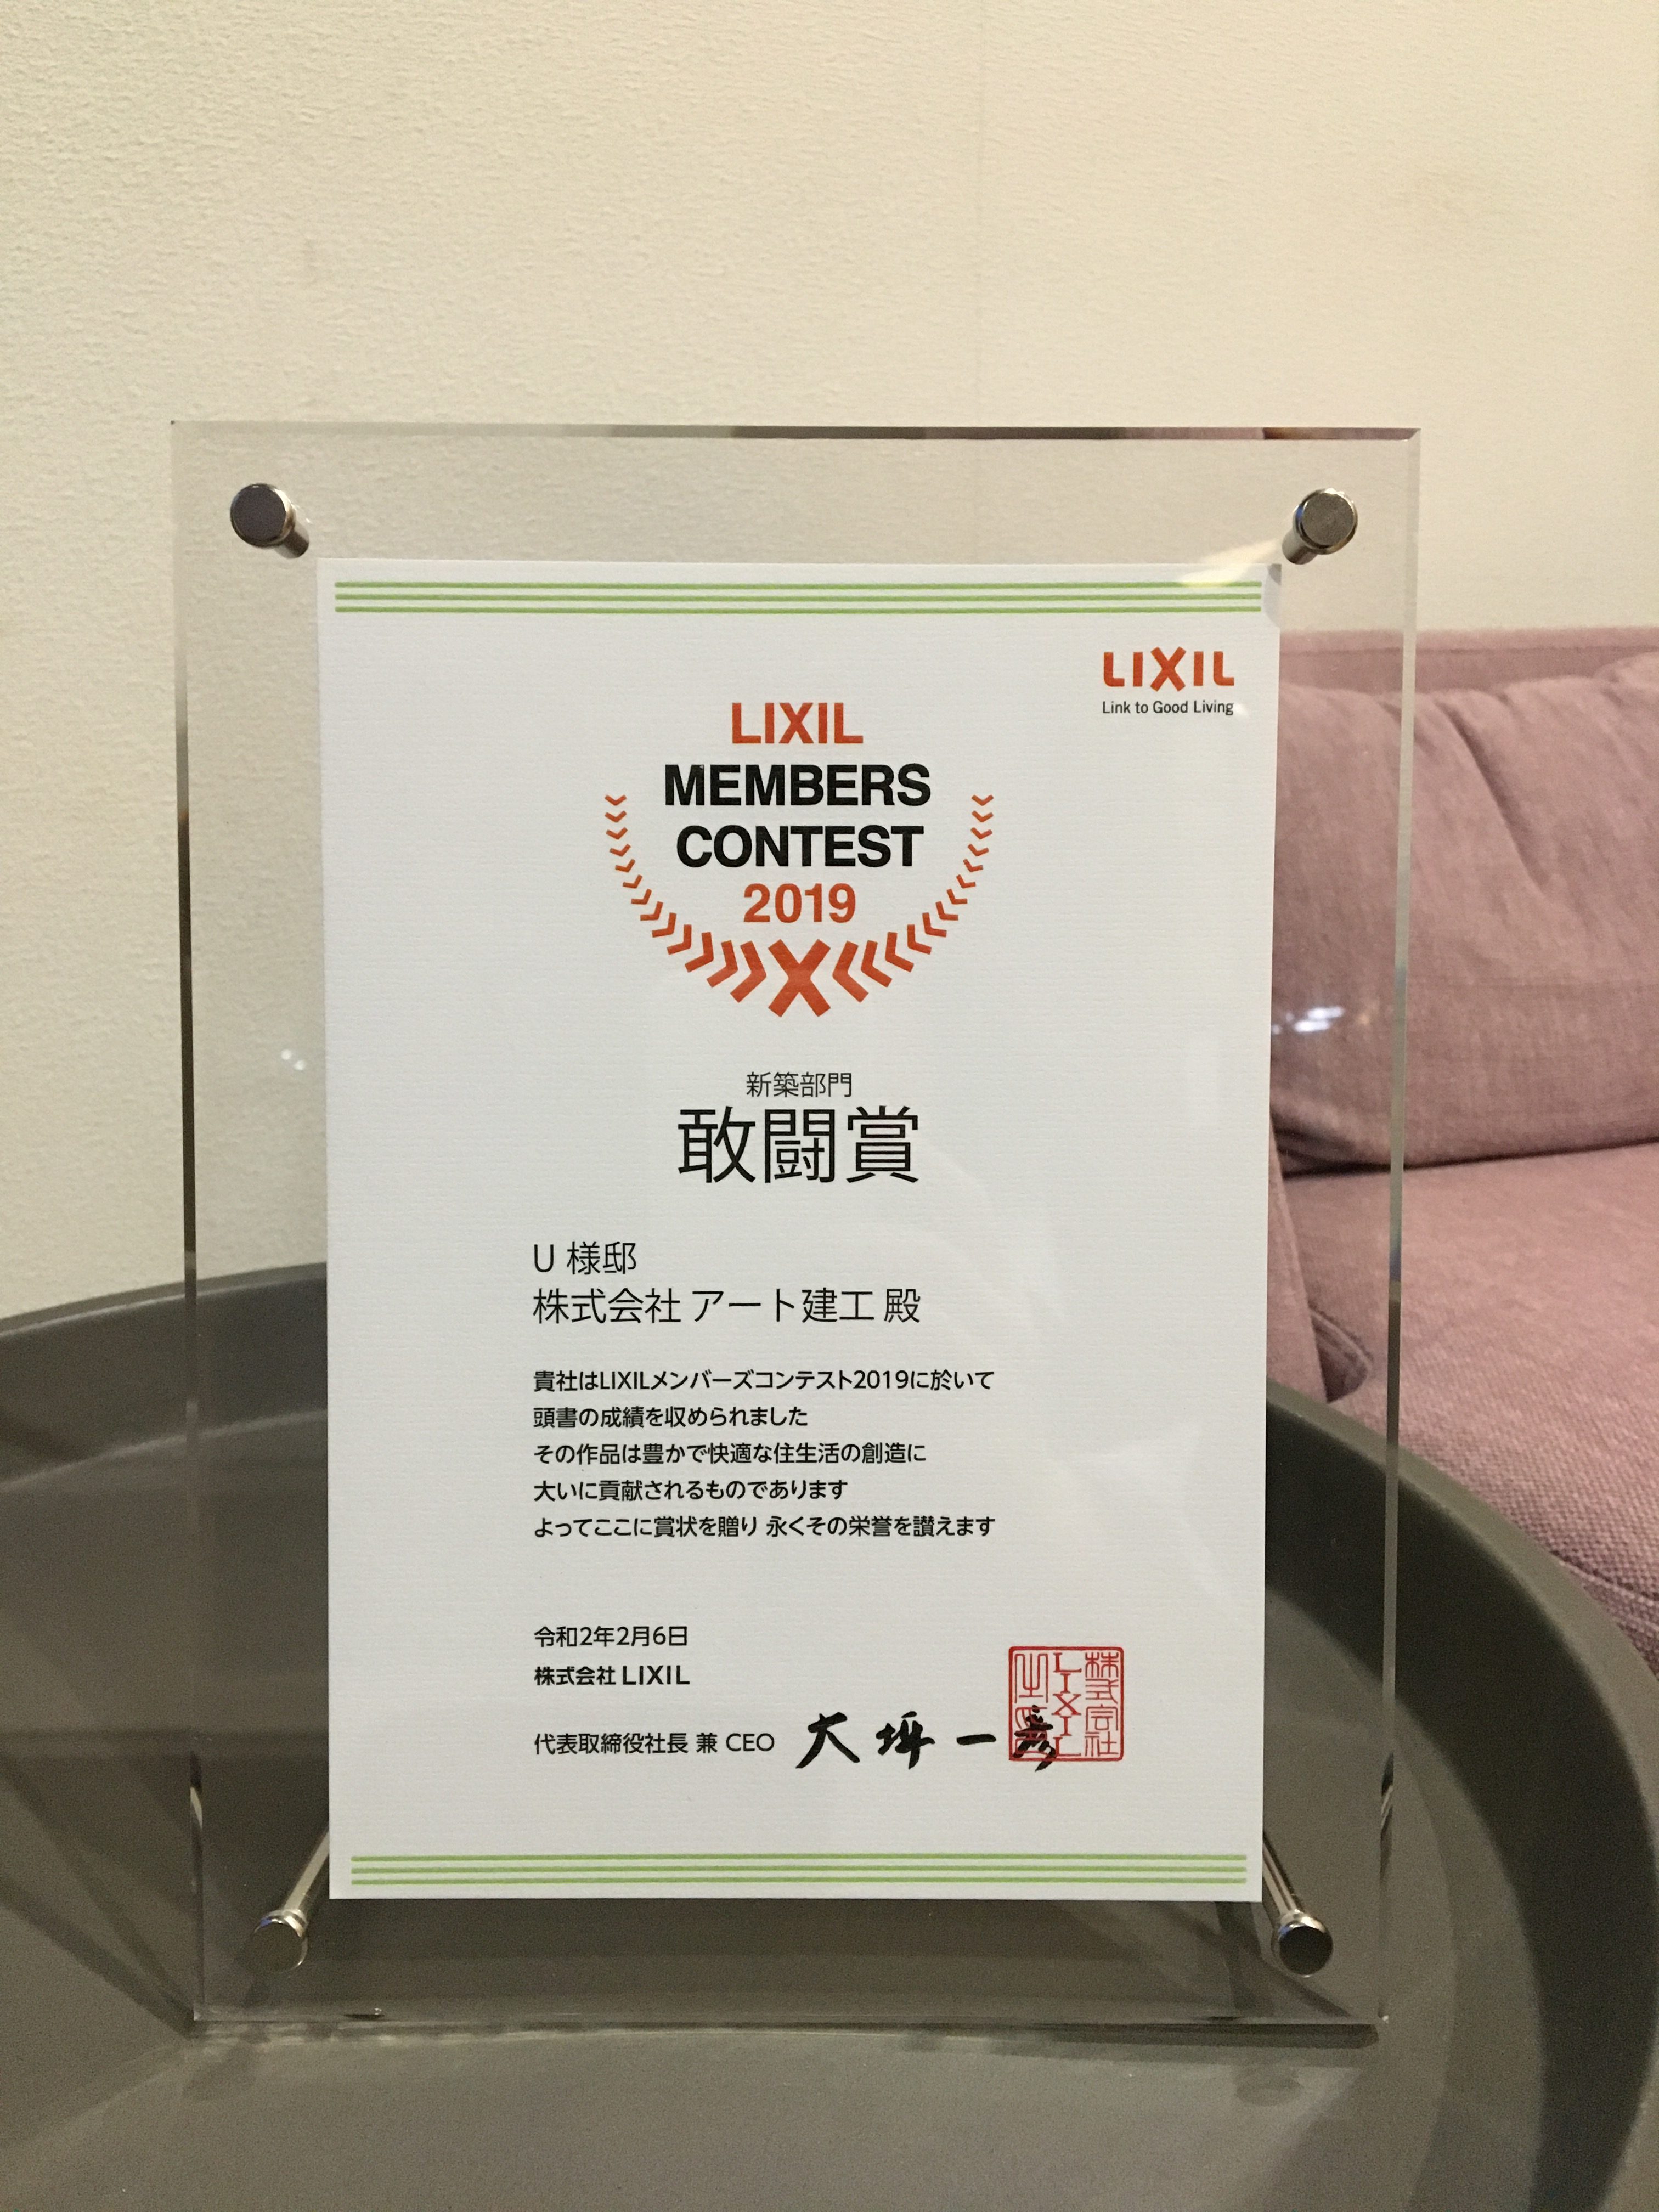 LIXIL
Link to Good Living
LIXIL
MEMBERS
CONTEST
2019
新築部門
敢闘賞
U 様邸
株式会社 アート建工 殿
貴社はLIXILメンバーズコンテスト2019に於いて
頭書の成績を収められました
その作品は豊かで快適な住生活の創造に
大いに貢献されるものであります
よってここに賞状を贈り 永くその栄誉を讃えます
令和2年2月6日
株式会社 LIXIL
代表取締役社長 兼 CEO 大坪一彦
株式会社
LIXIL
之印